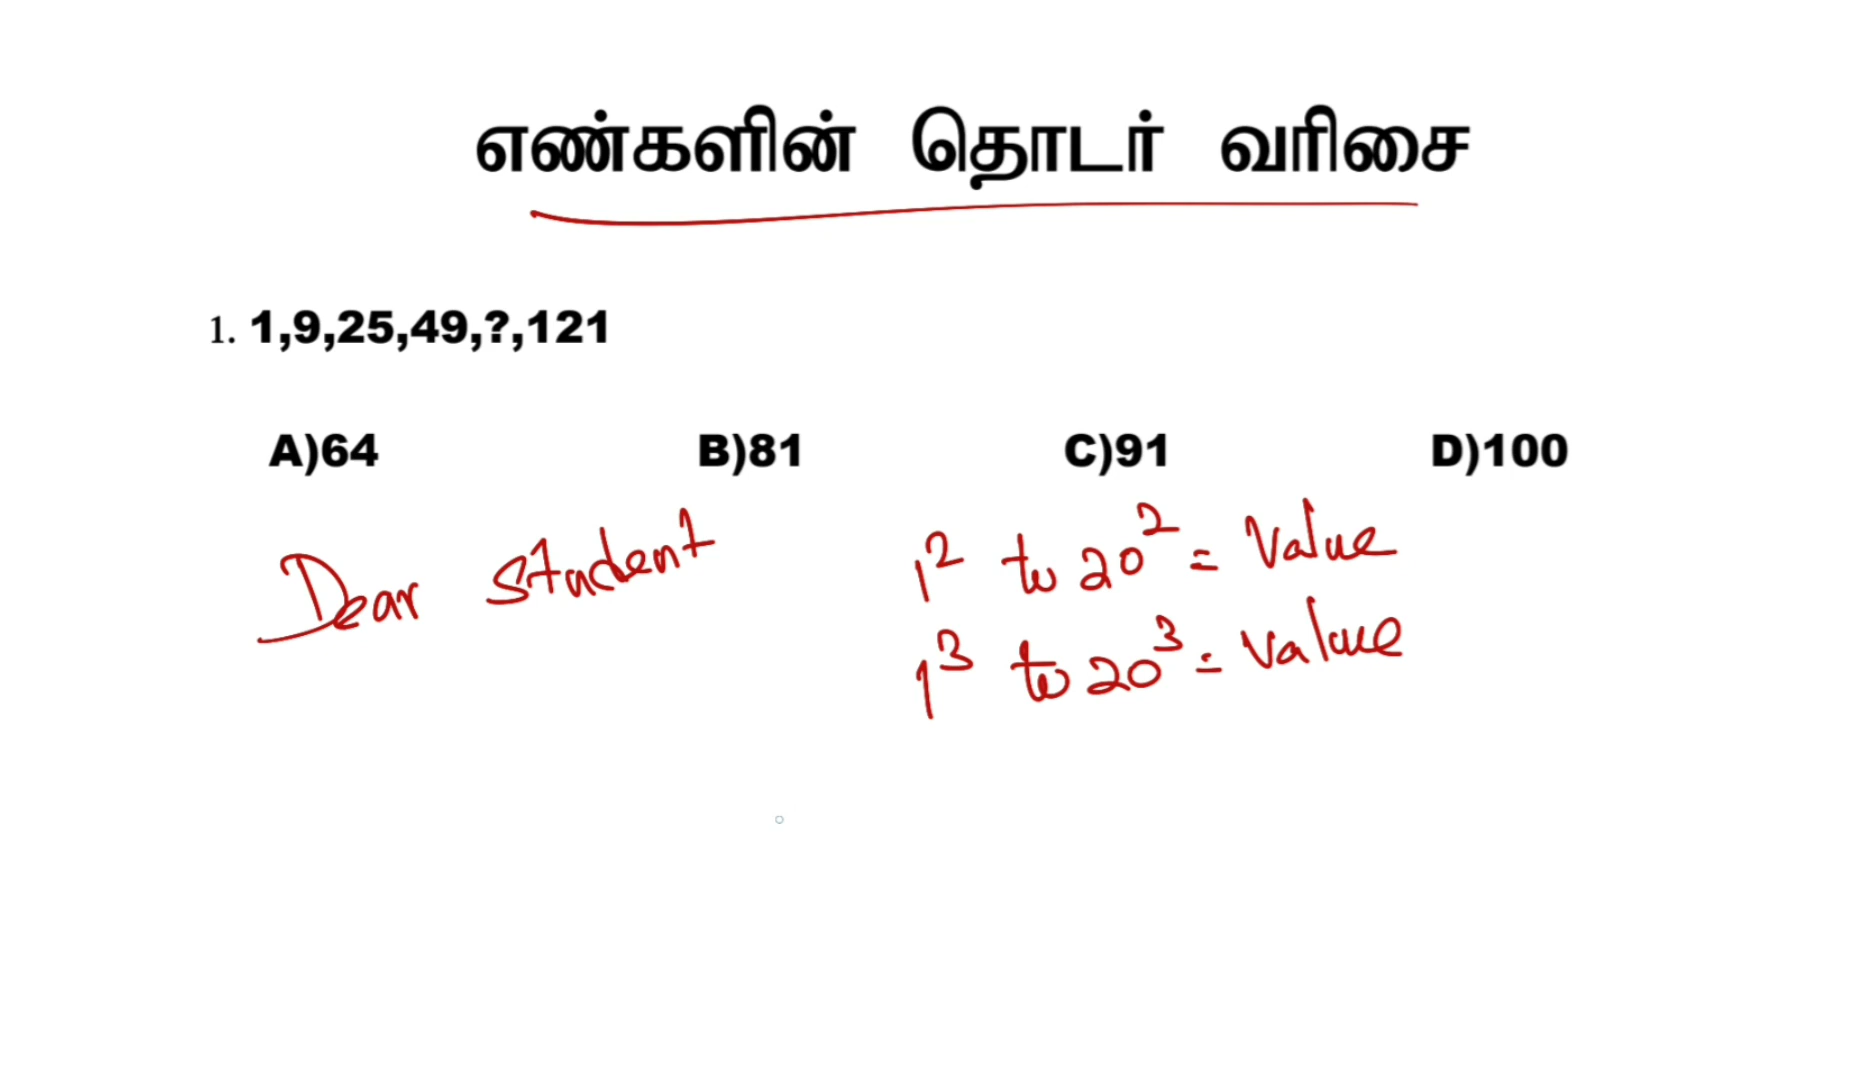 எண்களின் தொடர் வரிசை
1. 1,9,25,49,?,121
A)64 B)81 C)91 D)100
Dear student
1² to 20² = Value
1³ to 20³ = Value